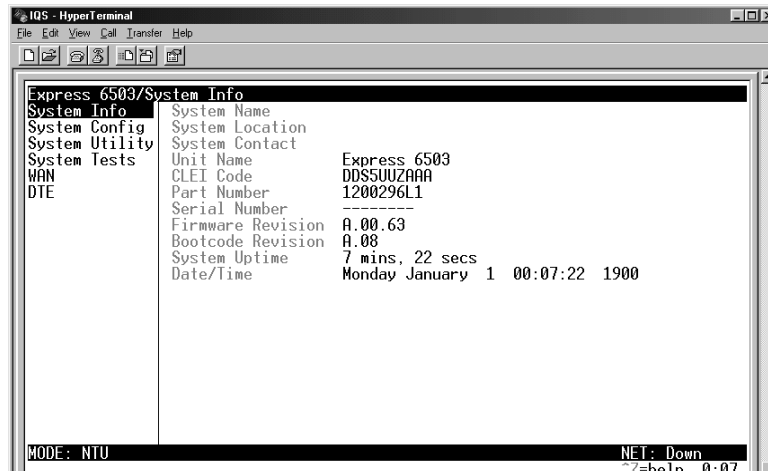 IQS - HyperTerminal
File Edit View Call Transfer Help
Express 6503/System Info
System Info System Name
System Config System Location
System Utility System Contact
System Tests Unit Name Express 6503
WAN CLEI Code DDS5UUZAAA
DTE Part Number 1200296L1
Serial Number --------
Firmware Revision A.00.63
Bootcode Revision A.08
System Uptime 7 mins, 22 secs
Date/Time Monday January 1 00:07:22 1900
MODE: NTU NET: Down
^Z=help 0:07